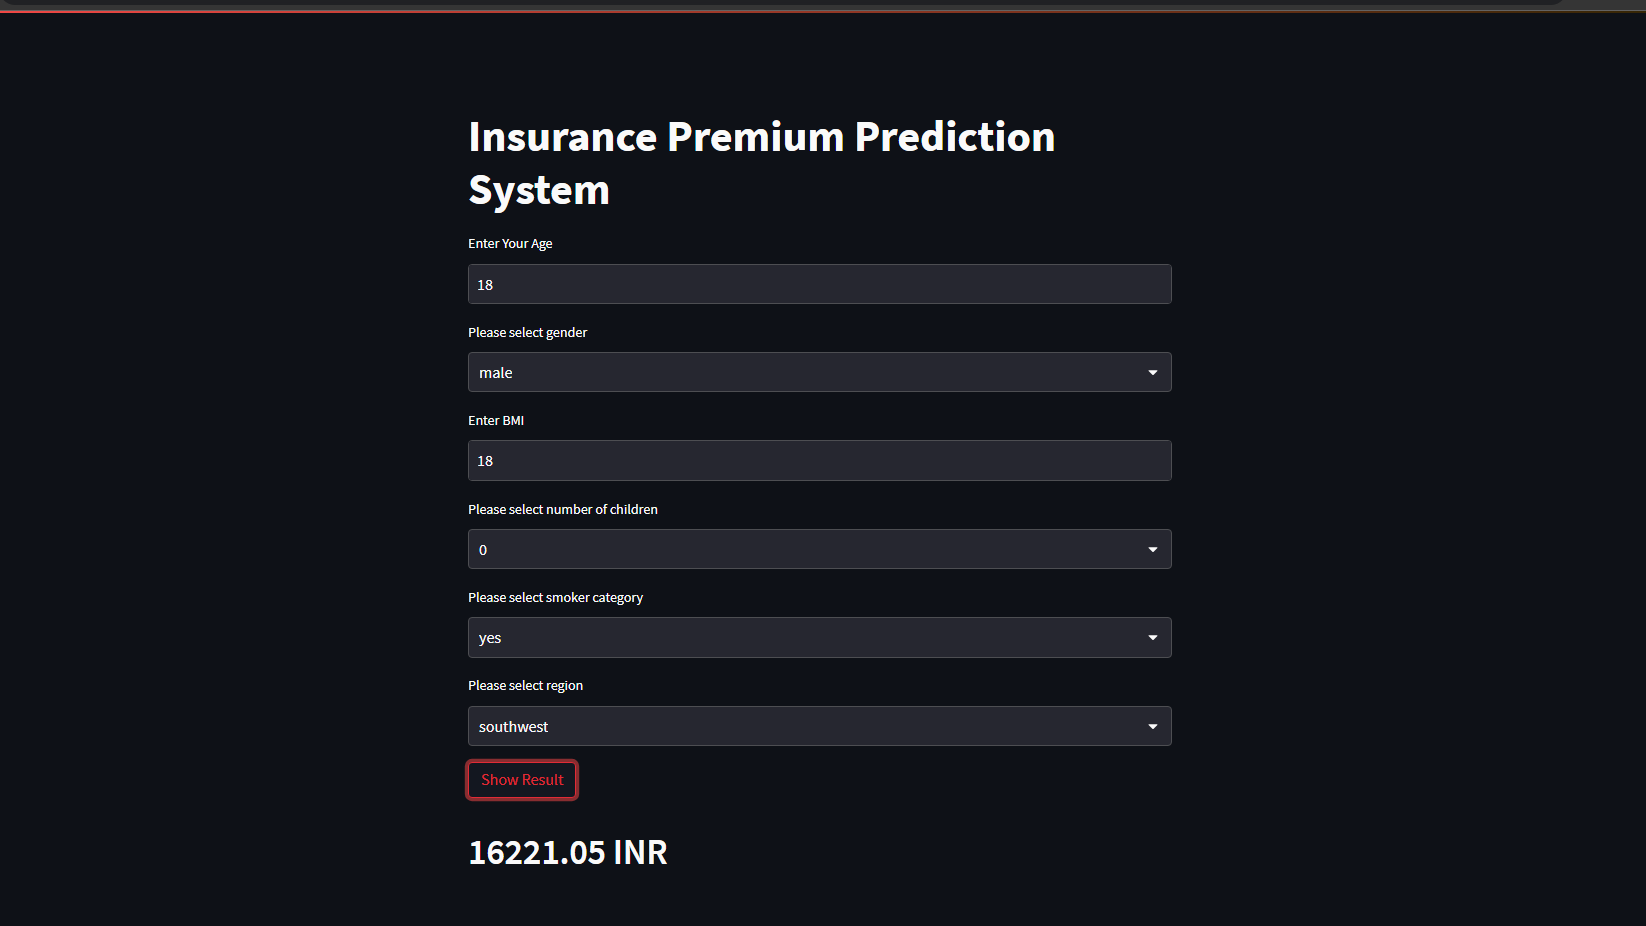 Insurance Premium Prediction
System
Enter Your Age
18
Please select gender
male
Enter BMI
18
Please select number of children
0
Please select smoker category
yes
Please select region
southwest
Show Result
16221.05 INR